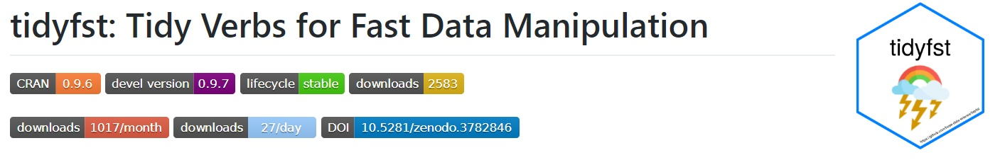 tidyfst: Tidy Verbs for Fast Data Manipulation
CRAN 0.9.6 devel version 0.9.7 lifecycle stable downloads 2583
downloads 1017/month downloads 27/day DOI 10.5281/zenodo.3782846
tidyfst